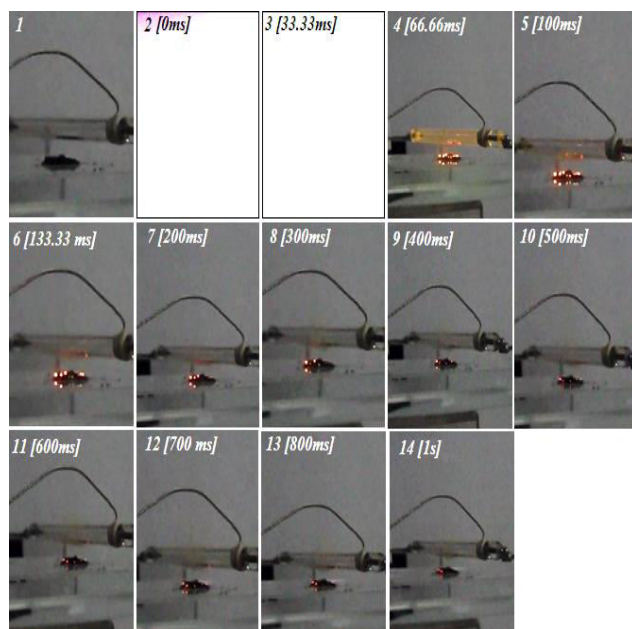 1
2 [0ms]
3 [33.33ms]
4 [66.66ms]
5 [100ms]
6 [133.33 ms]
7 [200ms]
8 [300ms]
9 [400ms]
10 [500ms]
11 [600ms]
12 [700 ms]
13 [800ms]
14 [1s]